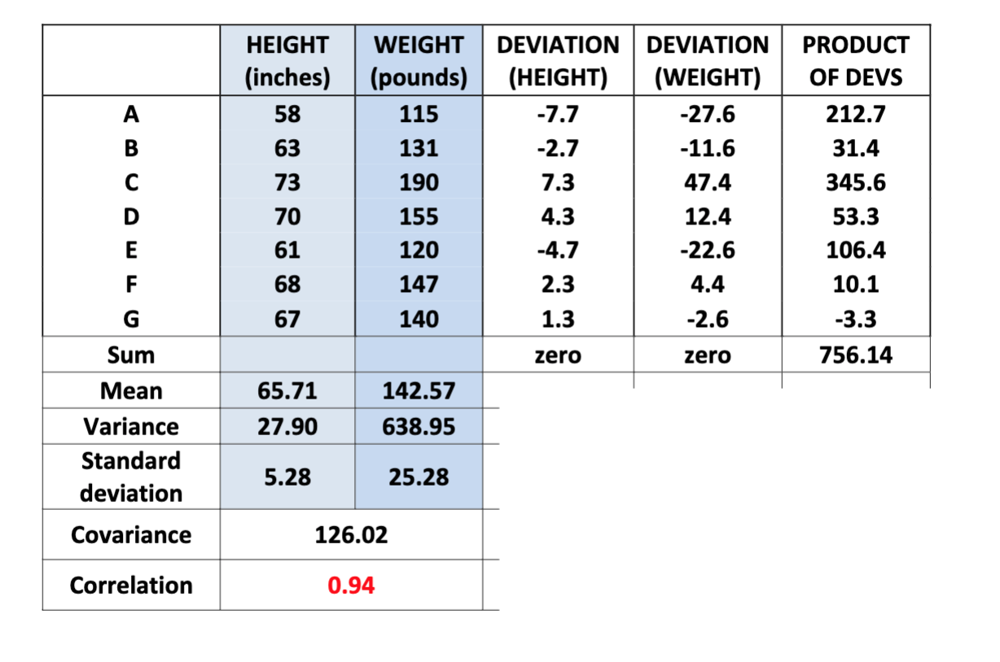 HEIGHT WEIGHT DEVIATION DEVIATION PRODUCT
(inches) (pounds) (HEIGHT) (WEIGHT) OF DEVS
A 58 115 -7.7 -27.6 212.7
B 63 131 -2.7 -11.6 31.4
C 73 190 7.3 47.4 345.6
D 70 155 4.3 12.4 53.3
E 61 120 -4.7 -22.6 106.4
F 68 147 2.3 4.4 10.1
G 67 140 1.3 -2.6 -3.3
Sum zero zero 756.14
Mean 65.71 142.57
Variance 27.90 638.95
Standard
deviation 5.28 25.28
Covariance 126.02
Correlation 0.94